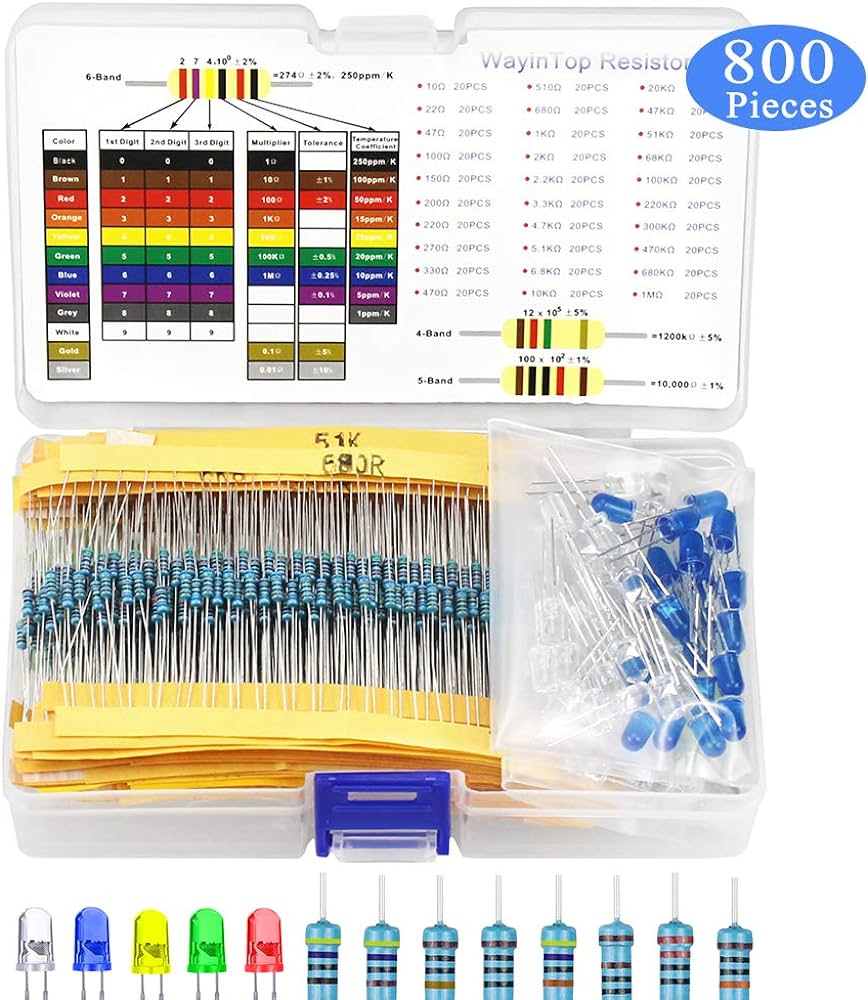 800
Pieces
WayinTop Resistor
2 7 4.10⁰ ±2%
6-Band =274Ω ±2%, 250ppm/K
Color 1st Digit 2nd Digit 3rd Digit Multiplier Tolerance Temperature Coefficient
Black 0 0 0 1Ω 250ppm/K
Brown 1 1 1 10Ω ±1% 100ppm/K
Red 2 2 2 100Ω ±2% 50ppm/K
Orange 3 3 3 1KΩ 15ppm/K
Yellow 4 4 4 25ppm/K
Green 5 5 5 100KΩ ±0.5% 20ppm/K
Blue 6 6 6 1MΩ ±0.25% 10ppm/K
Violet 7 7 7 ±0.1% 5ppm/K
Grey 8 8 8 1ppm/K
White 9 9 9
Gold 0.1Ω ±5%
Silver 0.01Ω ±10%
• 10Ω 20PCS • 510Ω 20PCS • 20KΩ
• 22Ω 20PCS • 680Ω 20PCS • 47KΩ
• 47Ω 20PCS • 1KΩ 20PCS • 51KΩ 20PCS
• 100Ω 20PCS • 2KΩ 20PCS • 68KΩ 20PCS
• 150Ω 20PCS • 2.2KΩ 20PCS • 100KΩ 20PCS
• 200Ω 20PCS • 3.3KΩ 20PCS • 220KΩ 20PCS
• 220Ω 20PCS • 4.7KΩ 20PCS • 300KΩ 20PCS
• 270Ω 20PCS • 5.1KΩ 20PCS • 470KΩ 20PCS
• 330Ω 20PCS • 6.8KΩ 20PCS • 680KΩ 20PCS
• 470Ω 20PCS • 10KΩ 20PCS • 1MΩ 20PCS
12 x 10⁵ ±5%
4-Band =1200kΩ ±5%
100 x 10² ±1%
5-Band =10,000Ω ±1%
51K
680R